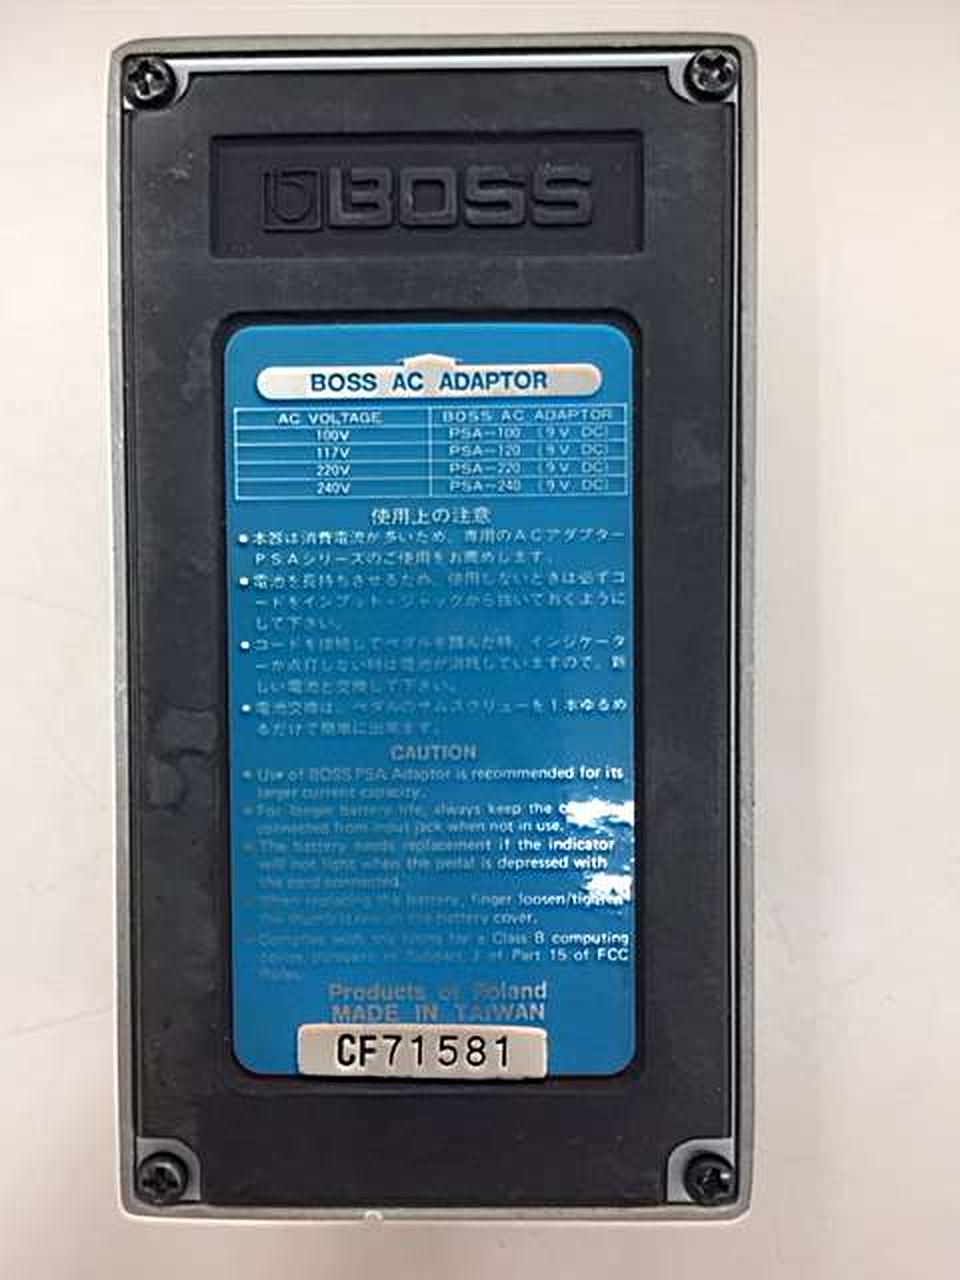 BOSS
BOSS AC ADAPTOR
AC VOLTAGE BOSS AC ADAPTOR
100V PSA-100 (9V DC)
117V PSA-120 (9V DC)
220V PSA-220 (9V DC)
240V PSA-240 (9V DC)
使用上の注意
●本器は消費電流が多いため、専用のACアダプター
PSAシリーズのご使用をお薦めします。
●電池を長持ちさせるため、使用しないときは必ずコ
ードをインプット・ジャックから抜いておくように
して下さい。
●コードを接続してペダルを踏んだ時、インジケータ
ーが点灯しない時は電池が消耗していますので、新
しい電池と交換して下さい。
●電池交換は、ペダルのサムスクリューを1本ゆるめ
るだけで簡単に出来ます。
CAUTION
● Use of BOSS PSA Adaptor is recommended for its
larger current capacity.
● For longer battery life, always keep the
connected from input jack when not in use.
● The battery needs replacement if the indicator
will not light when the pedal is depressed with
the cord connected.
● When replacing the battery, finger loosen/tighten
the thumb screw on the battery cover.
● Complies with the limits for a Class B computing
device pursuant to Subpart J of Part 15 of FCC
Rules.
Products of Roland
MADE IN TAIWAN
CF71581